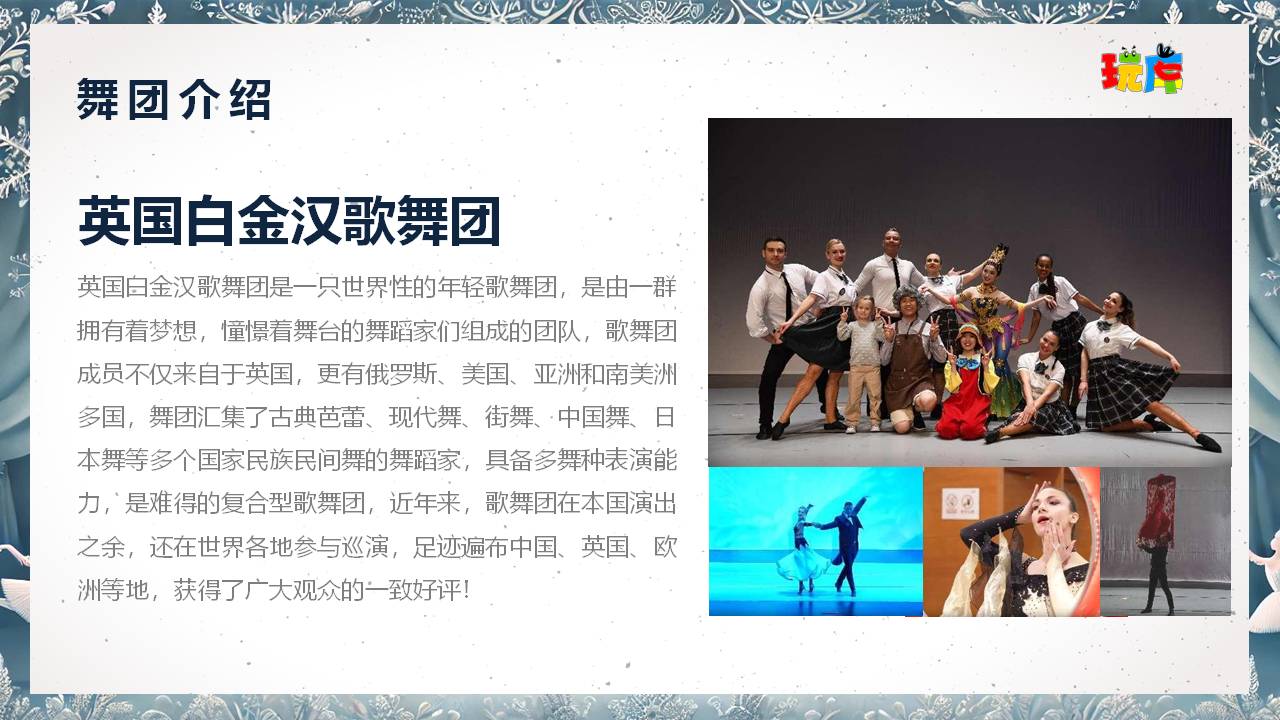 舞团介绍
玩库
英国白金汉歌舞团
英国白金汉歌舞团是一只世界性的年轻歌舞团，是由一群
拥有着梦想，憧憬着舞台的舞蹈家们组成的团队，歌舞团
成员不仅来自于英国，更有俄罗斯、美国、亚洲和南美洲
多国，舞团汇集了古典芭蕾、现代舞、街舞、中国舞、日
本舞等多个国家民族民间舞的舞蹈家，具备多舞种表演能
力，是难得的复合型歌舞团，近年来，歌舞团在本国演出
之余，还在世界各地参与巡演，足迹遍布中国、英国、欧
洲等地，获得了广大观众的一致好评！